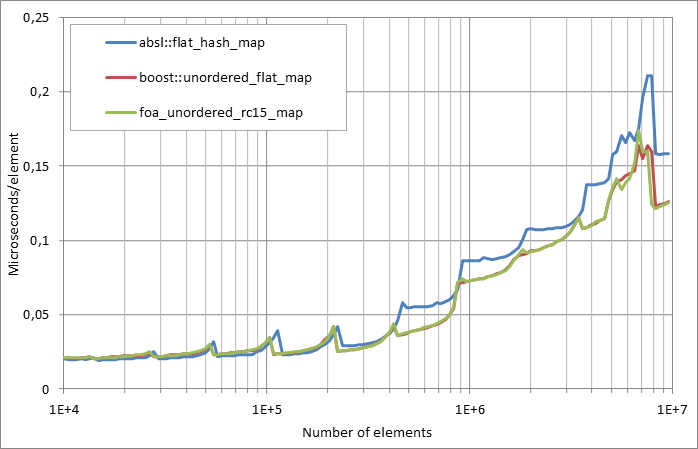 0,25
0,2
0,15
0,1
0,05
0
Microseconds/element
absl::flat_hash_map
boost::unordered_flat_map
foa_unordered_rc15_map
1E+4 1E+5 1E+6 1E+7
Number of elements